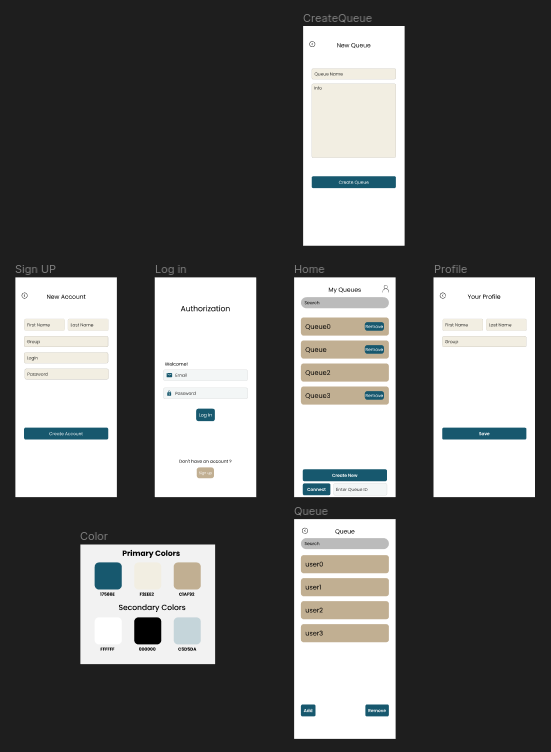 CreateQueue
New Queue
Queue Name
Info
Create Queue
Sign UP
New Account
First Name
Last Name
Group
Login
Password
Create Account
Log in
Authorization
Welcome!
Email
Password
Log In
Don't have an account ?
Home
My Queues
Search
Queue0
Remove
Queue
Remove
Queue2
Queue3
Remove
Create New
Connect
Enter Queue ID
Profile
Your Profile
First Name
Last Name
Group
Save
Color
Primary Colors
C1AF92
Secondary Colors
FFFFFF
000000
C5D5DA
Queue
Queue
Search
user0
user1
user2
user3
Add
Remove